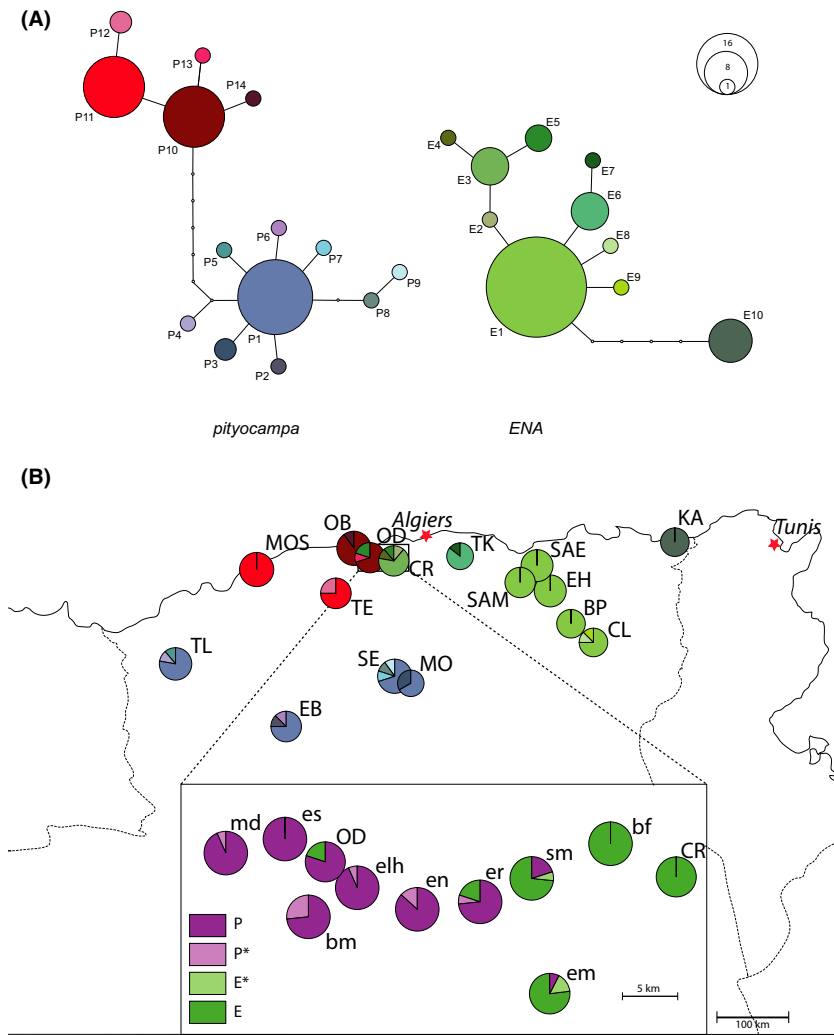 (A)
P12
P13
P14
P11
P10
16
8
1
E5
E4
E7
E3
E6
E2
E8
E9
E1
E10
P6
P7
P5
P9
P8
P4
P1
P3
P2
pityocampa
ENA
(B)
Algiers
Tunis
KA
OB
OD
MOS
TK
SAE
CR
EH
SAM
TE
BP
CL
TL
SE
MO
EB
es
md
OD
bf
sm
CR
elh
er
en
bm
em
P
P*
E*
E
5 km
100 km